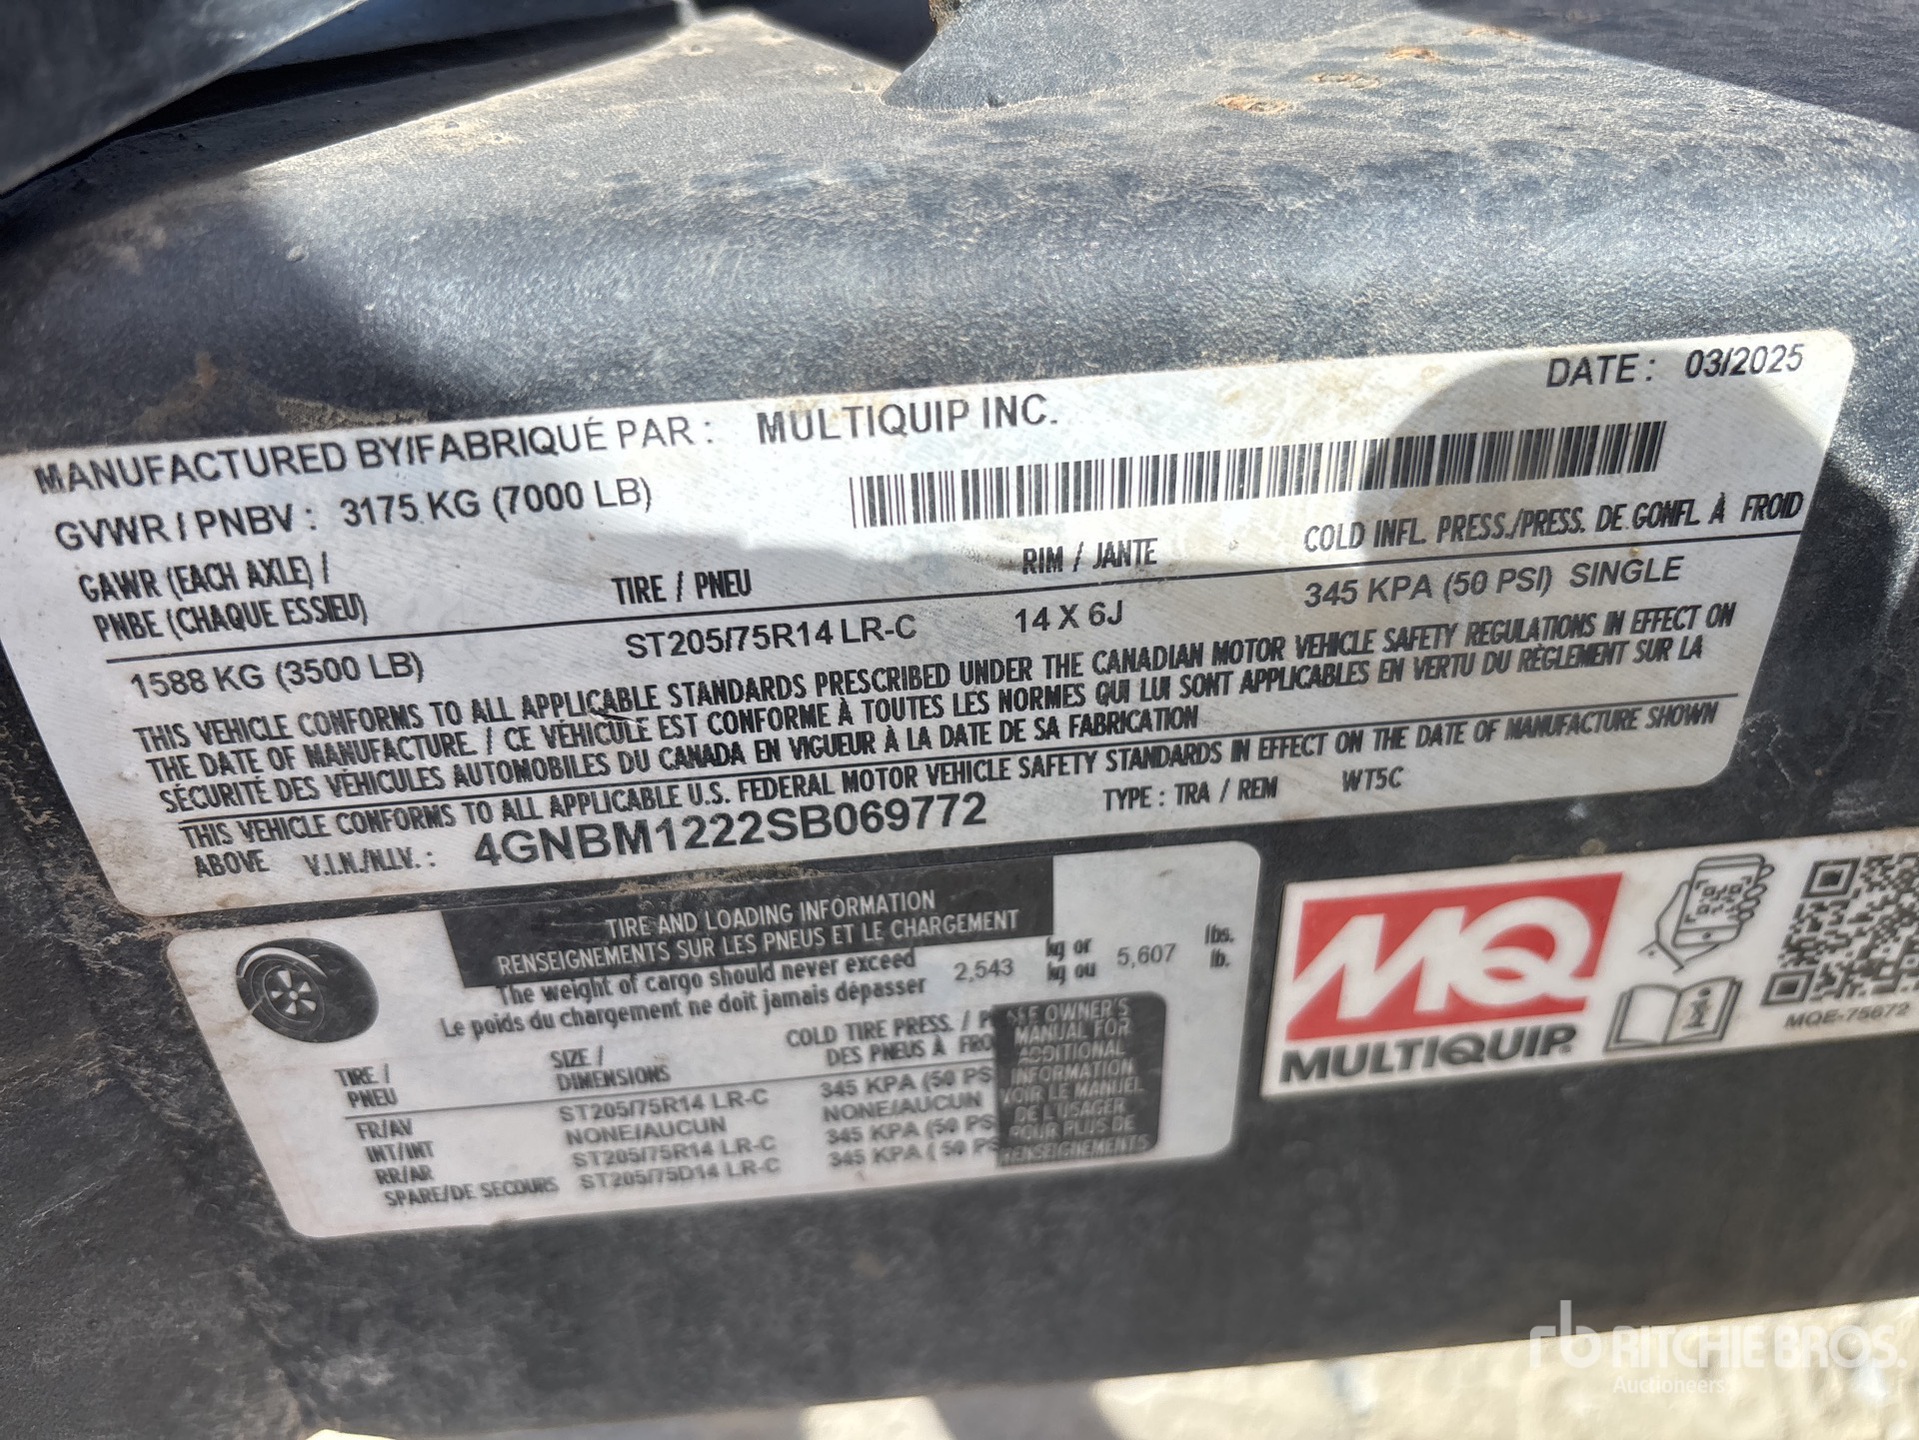 DATE : 03/2025
MANUFACTURED BY/FABRIQUÉ PAR : MULTIQUIP INC.
GVWR / PNBV : 3175 KG (7000 LB)
GAWR (EACH AXLE) /
PNBE (CHAQUE ESSIEU)
TIRE / PNEU
RIM / JANTE
COLD INFL. PRESS./PRESS. DE GONFL À FROID
1588 KG (3500 LB) ST205/75R14 LR-C 14 X 6J 345 KPA (50 PSI) SINGLE
THIS VEHICLE CONFORMS TO ALL APPLICABLE STANDARDS PRESCRIBED UNDER THE CANADIAN MOTOR VEHICLE SAFETY REGULATIONS IN EFFECT ON
THE DATE OF MANUFACTURE. / CE VÉHICULE EST CONFORME À TOUTES LES NORMES QUI LUI SONT APPLICABLES EN VERTU DU RÈGLEMENT SUR LA
SÉCURITÉ DES VÉHICULES AUTOMOBILES DU CANADA EN VIGUEUR À LA DATE DE SA FABRICATION
THIS VEHICLE CONFORMS TO ALL APPLICABLE U.S. FEDERAL MOTOR VEHICLE SAFETY STANDARDS IN EFFECT ON THE DATE OF MANUFACTURE SHOWN
ABOVE V.I.N./N.I.V. : 4GNBM1222SB069772 TYPE : TRA / REM WT5C
TIRE AND LOADING INFORMATION
RENSEIGNEMENTS SUR LES PNEUS ET LE CHARGEMENT
The weight of cargo should never exceed 2,543 kg or 5,607 lbs.
Le poids du chargement ne doit jamais dépasser kg ou lb.
TIRE /
PNEU
SIZE /
DIMENSIONS
COLD TIRE PRESS. / P
DES PNEUS À FRO
FR/AV ST205/75R14 LR-C 345 KPA (50 PS
INT/INT NONE/AUCUN NONE/AUCUN
RR/AR ST205/75R14 LR-C 345 KPA (50 PS
SPARE/DE SECOURS ST205/75D14 LR-C 345 KPA ( 50 PS
SEE OWNER'S
MANUAL FOR
ADDITIONAL
INFORMATION
VOIR LE MANUEL
DE L'USAGER
POUR PLUS DE
RENSEIGNEMENTS
MQ
MULTIQUIP
MQE-75672
rb RITCHIE BROS.
Auctioneers